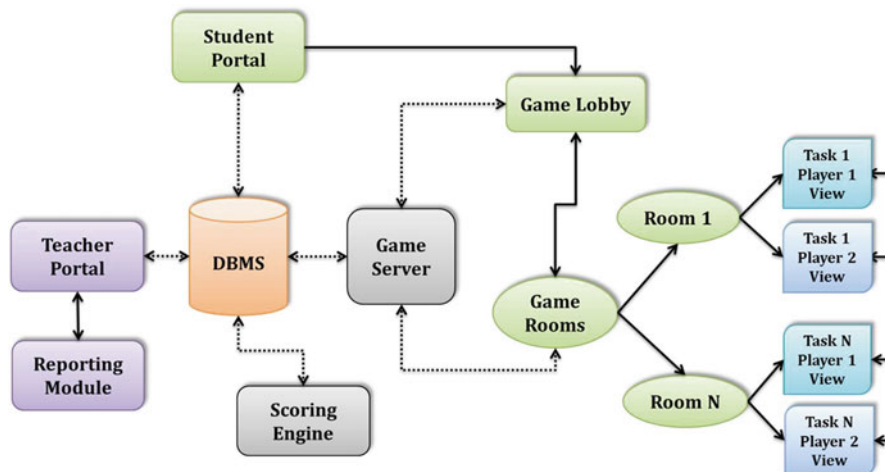 Student
Portal
Game Lobby
Task 1
Player 1
View
Room 1
Task 1
Player 2
View
Teacher
Portal
DBMS
Game
Server
Game
Rooms
Reporting
Module
Scoring
Engine
Task N
Player 1
View
Room N
Task N
Player 2
View